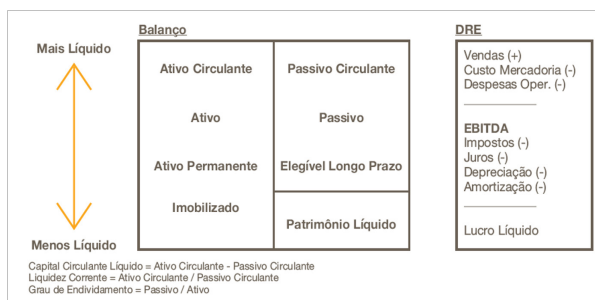 Balanço
DRE
Mais Líquido
Menos Líquido
Ativo Circulante
Ativo
Ativo Permanente
Imobilizado
Passivo Circulante
Passivo
Elegível Longo Prazo
Patrimônio Líquido
Vendas (+)
Custo Mercadoria (-)
Despesas Oper. (-)
EBITDA
Impostos (-)
Juros (-)
Depreciação (-)
Amortização (-)
Lucro Líquido
Capital Circulante Líquido = Ativo Circulante - Passivo Circulante
Liquidez Corrente = Ativo Circulante / Passivo Circulante
Grau de Endividamento = Passivo / Ativo